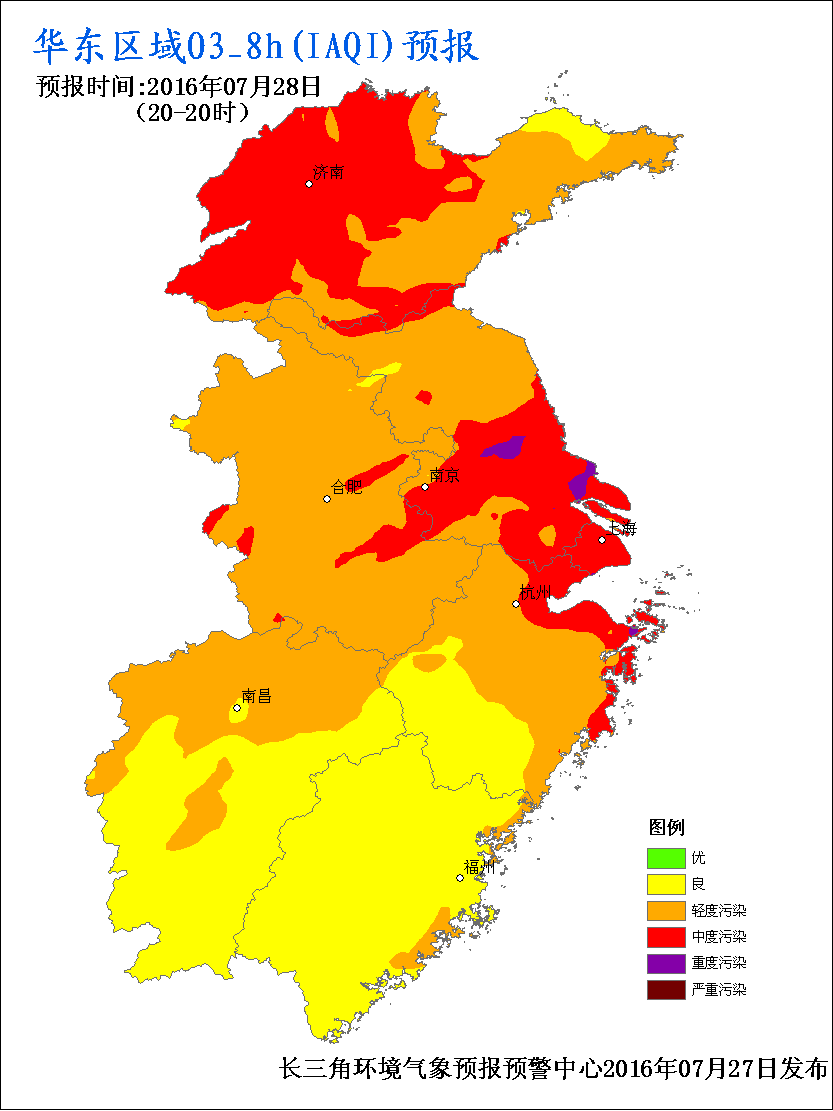 华东区域O3_8h(IAQI)预报
预报时间:2016年07月28日
（20-20时）
济南
南京
合肥
上海
杭州
南昌
福州
图例
优
良
轻度污染
中度污染
重度污染
严重污染
长三角环境气象预报预警中心2016年07月27日发布